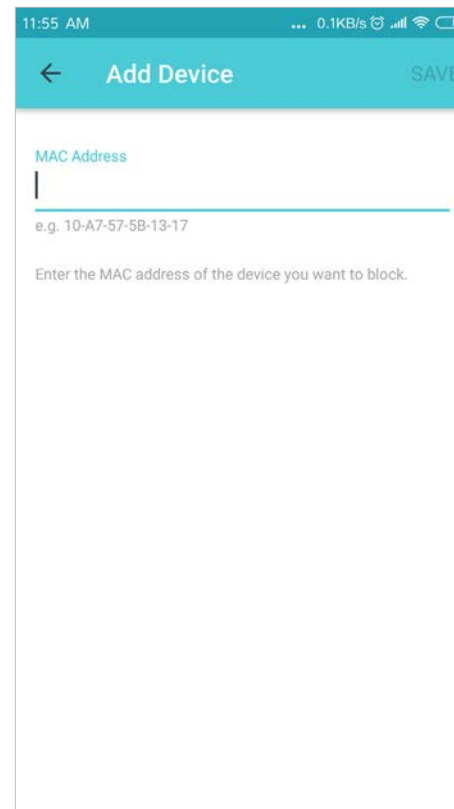 11:55 AM ... 0.1KB/s
Add Device SAVE
MAC Address
e.g. 10-A7-57-5B-13-17
Enter the MAC address of the device you want to block.